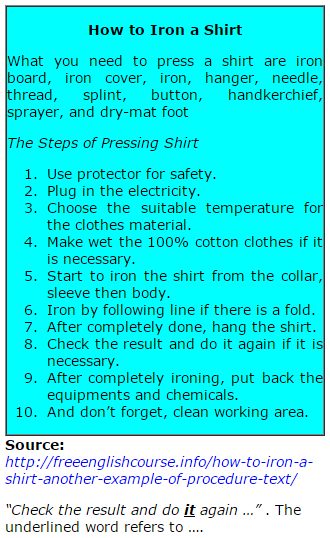 How to Iron a Shirt
What you need to press a shirt are iron
board, iron cover, iron, hanger, needle,
thread, splint, button, handkerchief,
sprayer, and dry-mat foot
The Steps of Pressing Shirt
1. Use protector for safety.
2. Plug in the electricity.
3. Choose the suitable temperature for
the clothes material.
4. Make wet the 100% cotton clothes if it
is necessary.
5. Start to iron the shirt from the collar,
sleeve then body.
6. Iron by following line if there is a fold.
7. After completely done, hang the shirt.
8. Check the result and do it again if it is
necessary.
9. After completely ironing, put back the
equipments and chemicals.
10. And don't forget, clean working area.
Source:
http://freeenglishcourse.info/how-to-iron-a-
shirt-another-example-of-procedure-text/
"Check the result and do it again ...” . The
underlined word refers to ....